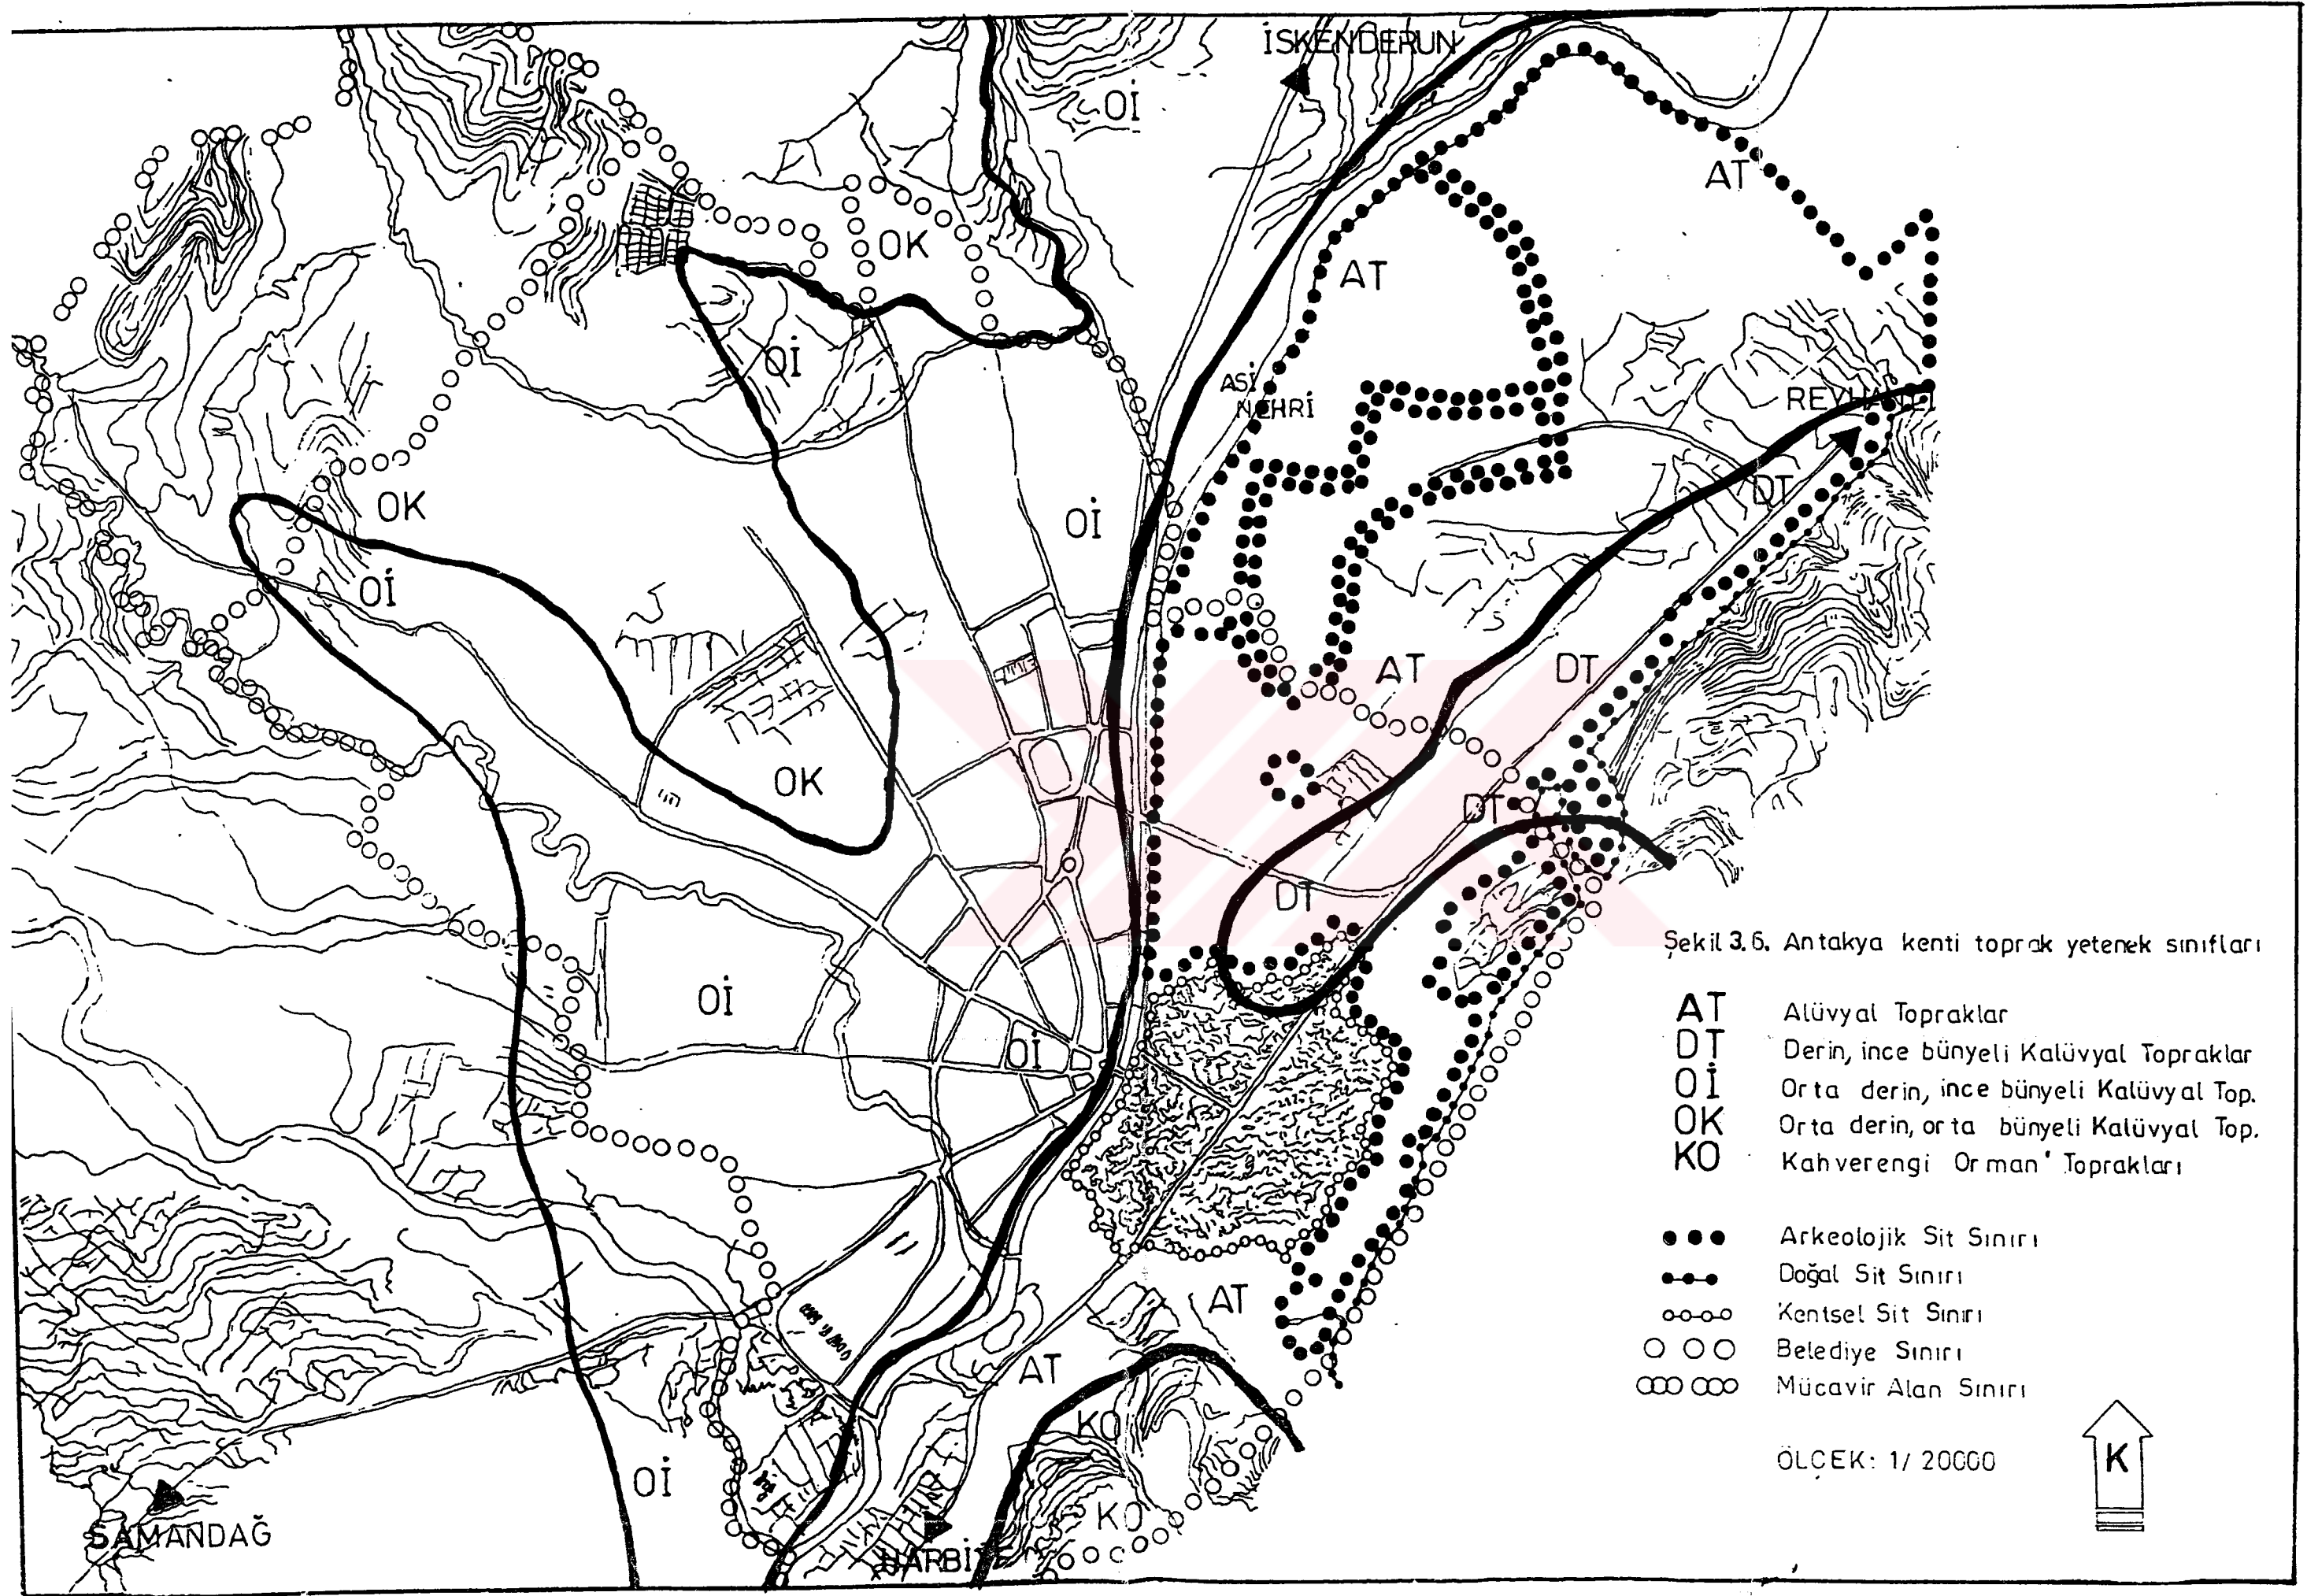 İSKENDERUN
Oİ
AT
OK
AT
Oİ
ASİ
NEHRİ
REYHANLI
OK
Oİ
DT
Oİ
AT
DT
OK
DT
DT
Oİ
Oİ
AT
AT
KO
Oİ
KO
SAMANDAĞ
HARBİYE
Şekil 3.6. Antakya kenti toprak yetenek sınıfları
AT Alüvyal Topraklar
DT Derin, ince bünyeli Kalüvyal Topraklar
Oİ Orta derin, ince bünyeli Kalüvyal Top.
OK Orta derin, orta bünyeli Kalüvyal Top.
KO Kahverengi Orman Toprakları
Arkeolojik Sit Sınırı
Doğal Sit Sınırı
Kentsel Sit Sınırı
Belediye Sınırı
Mücavir Alan Sınırı
ÖLÇEK: 1/20000
K